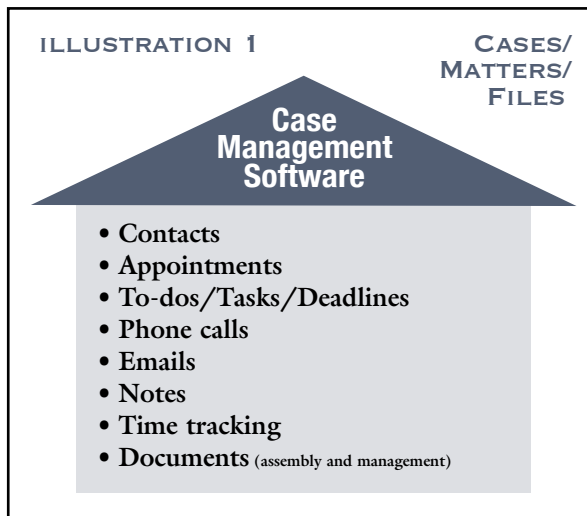 ILLUSTRATION 1
CASES/
MATTERS/
FILES
Case
Management
Software
• Contacts
• Appointments
• To-dos/Tasks/Deadlines
• Phone calls
• Emails
• Notes
• Time tracking
• Documents (assembly and management)